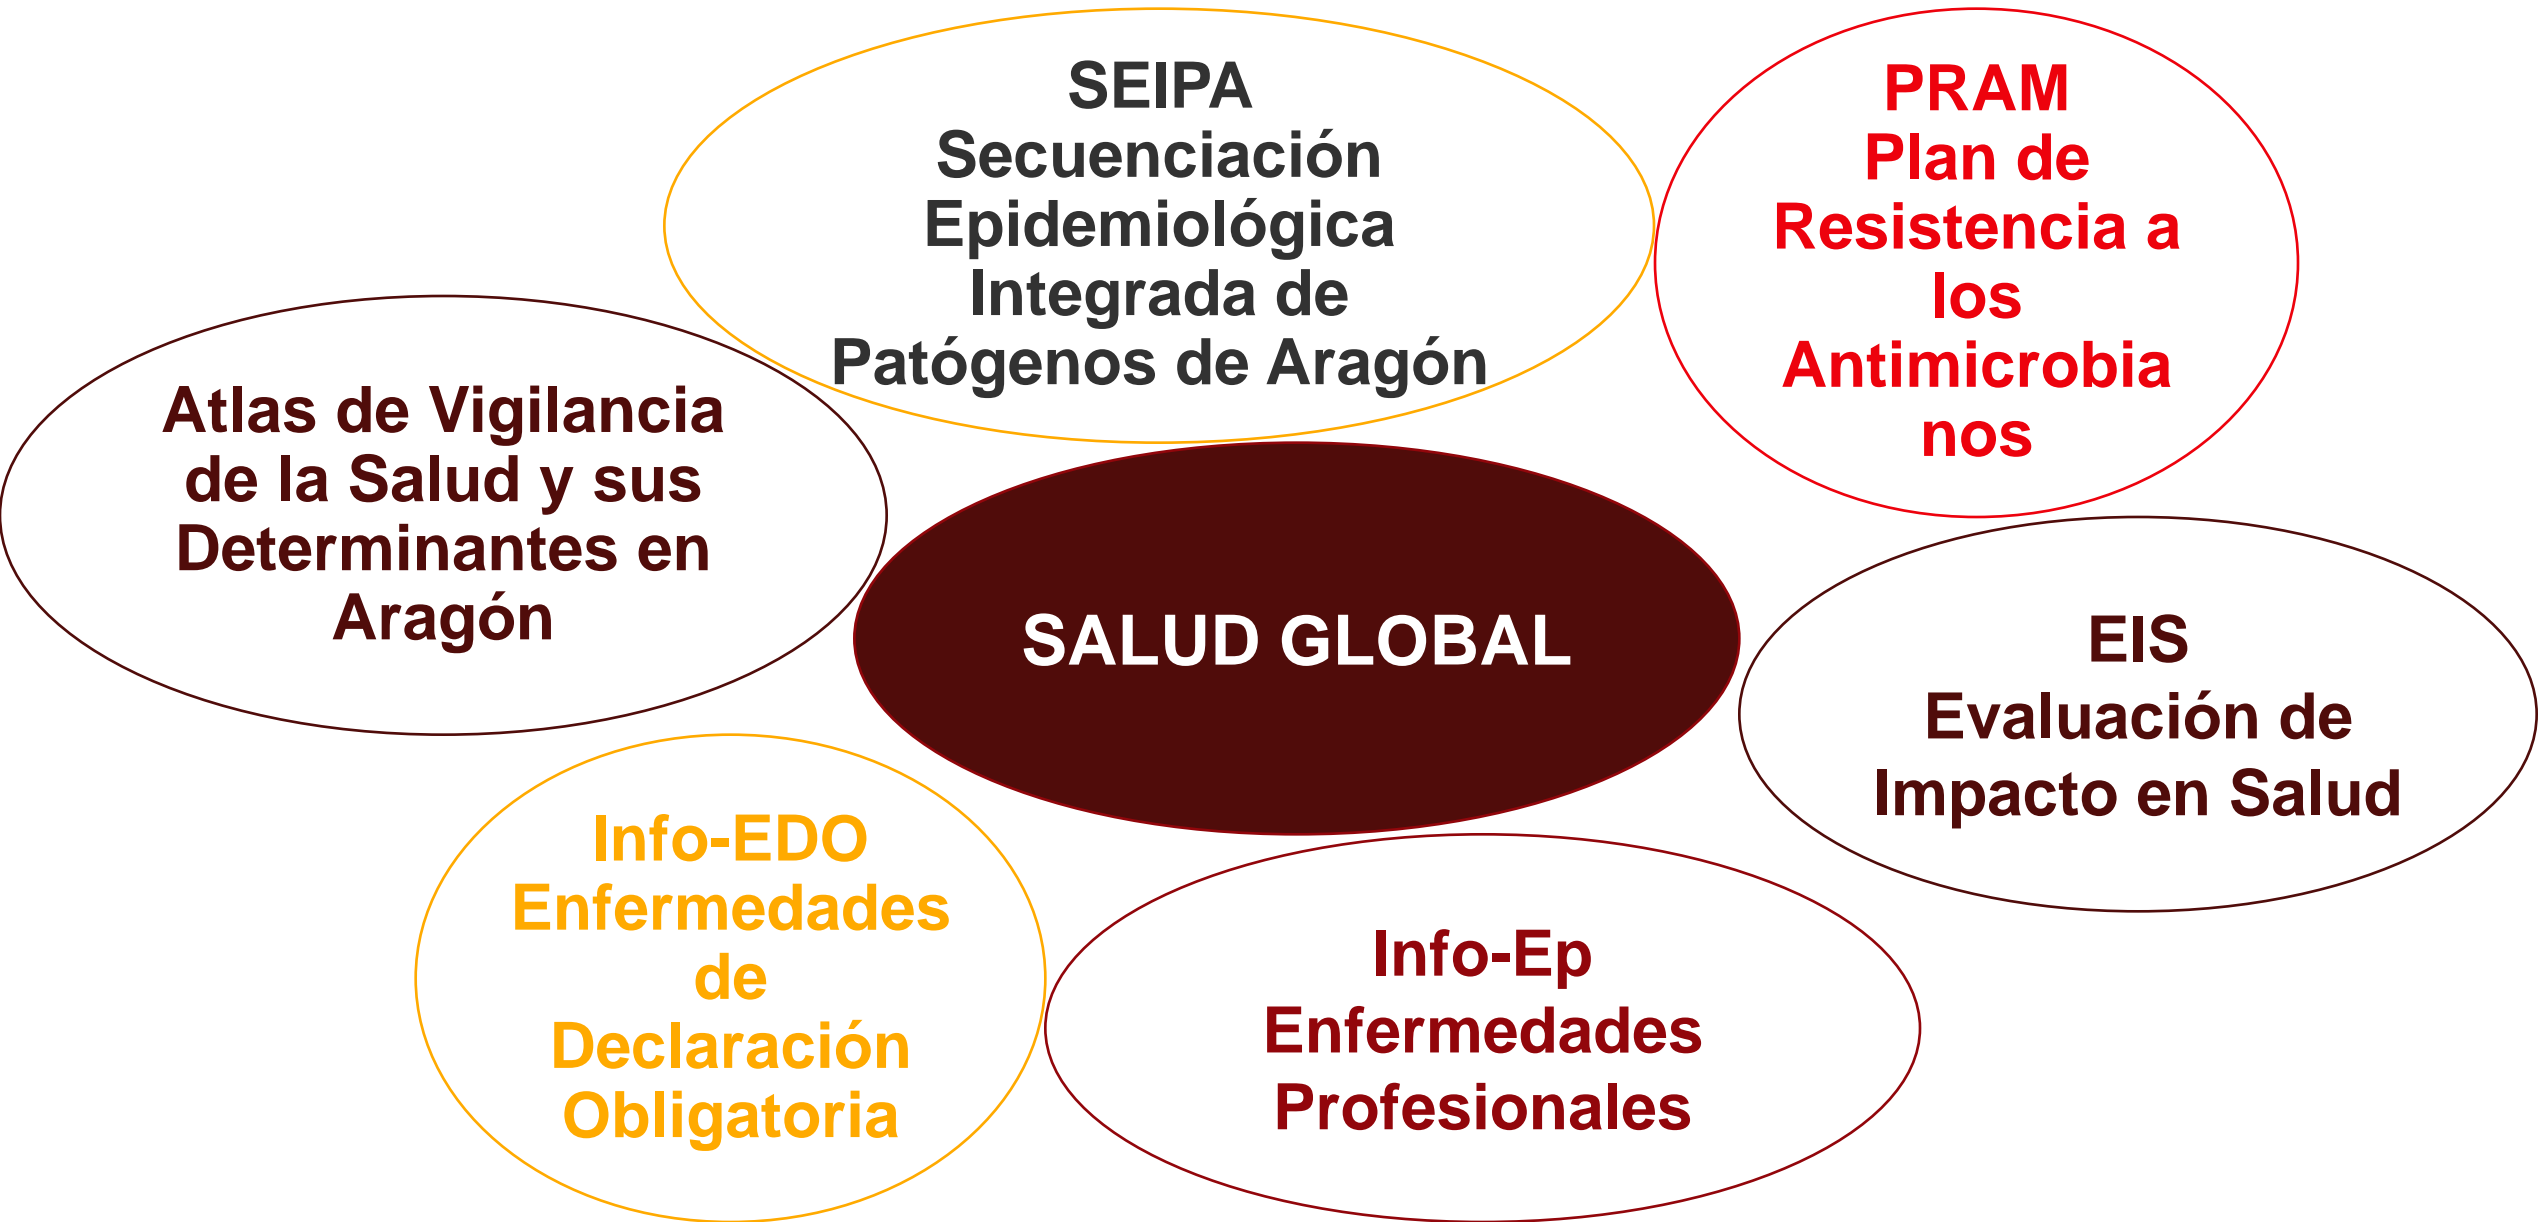 SEIPA
Secuenciación
Epidemiológica
Integrada de
Patógenos de Aragón
PRAM
Plan de
Resistencia a
los
Antimicrobia
nos
Atlas de Vigilancia
de la Salud y sus
Determinantes en
Aragón
SALUD GLOBAL
EIS
Evaluación de
Impacto en Salud
Info-EDO
Enfermedades
de
Declaración
Obligatoria
Info-Ep
Enfermedades
Profesionales